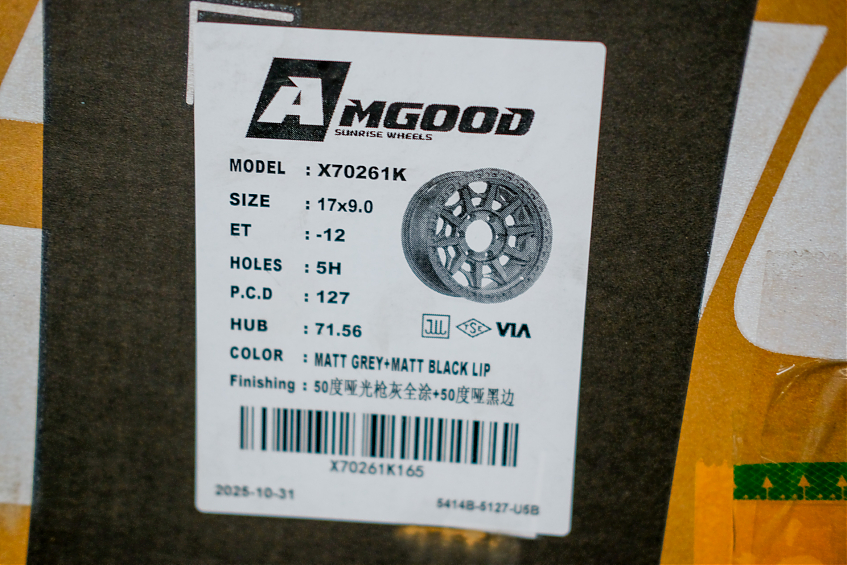 AMGOOD
SUNRISE WHEELS
MODEL : X70261K
SIZE : 17x9.0
ET : -12
HOLES : 5H
P.C.D : 127
HUB : 71.56
COLOR : MATT GREY+MATT BLACK LIP
Finishing : 50度哑光枪灰全涂+50度哑黑边
JWL TSE VIA
X70261K165
2025-10-31
5414B-5127-U5B